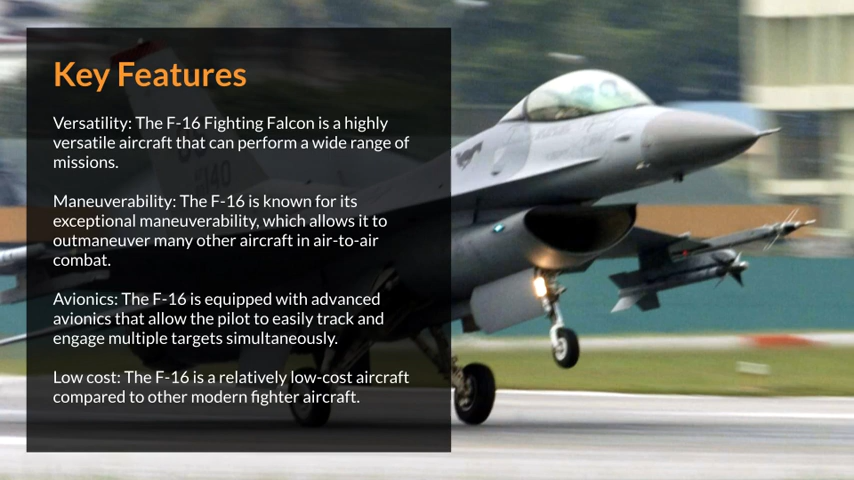 Key Features
Versatility: The F-16 Fighting Falcon is a highly
versatile aircraft that can perform a wide range of
missions.
Maneuverability: The F-16 is known for its
exceptional maneuverability, which allows it to
outmaneuver many other aircraft in air-to-air
combat.
Avionics: The F-16 is equipped with advanced
avionics that allow the pilot to easily track and
engage multiple targets simultaneously.
Low cost: The F-16 is a relatively low-cost aircraft
compared to other modern fighter aircraft.